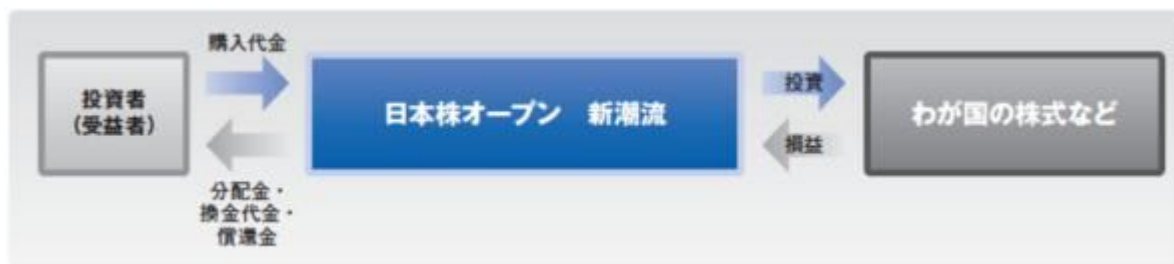 購入代金
投資者
（受益者）
日本株オープン　新潮流
投資
損益
わが国の株式など
分配金・
換金代金・
償還金